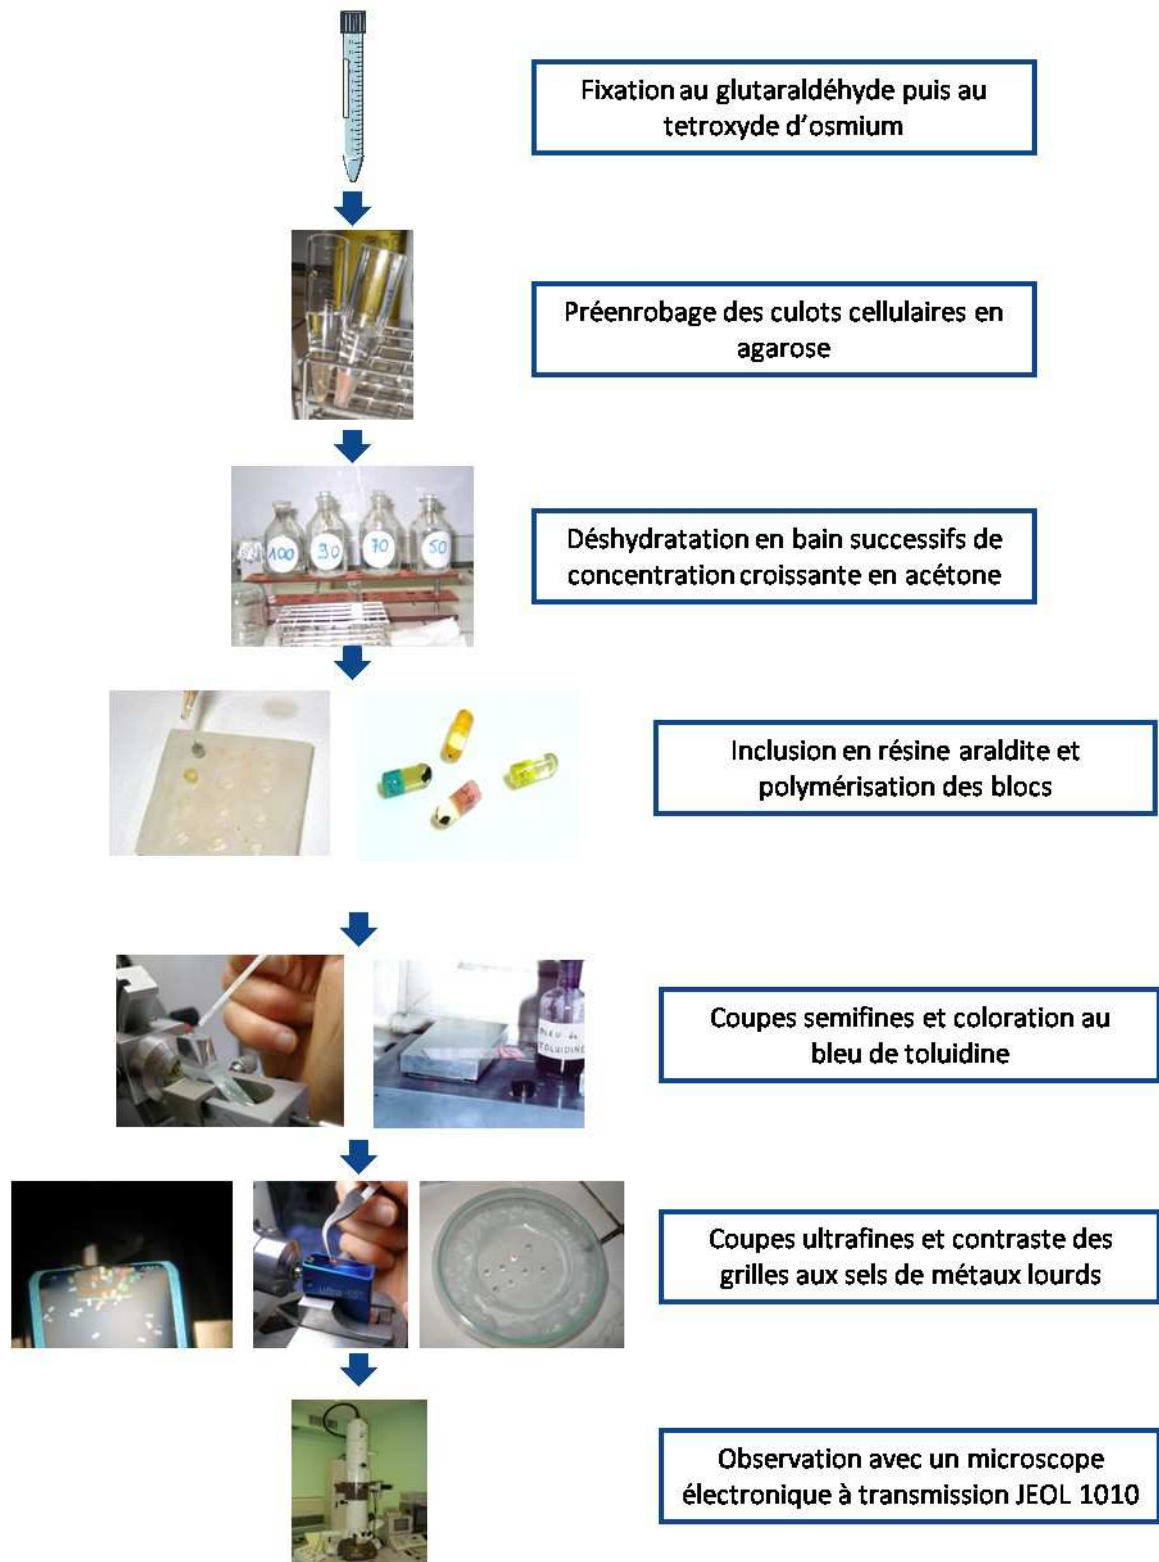 Fixation au glutaraldéhyde puis au
tetroxyde d'osmium
Préenrobage des culots cellulaires en
agarose
100 90 70 50
Déshydratation en bain successifs de
concentration croissante en acétone
Inclusion en résine araldite et
polymérisation des blocs
BLEU de
TOLUIDINE
Coupes semifines et coloration au
bleu de toluidine
Coupes ultrafines et contraste des
grilles aux sels de métaux lourds
Observation avec un microscope
électronique à transmission JEOL 1010